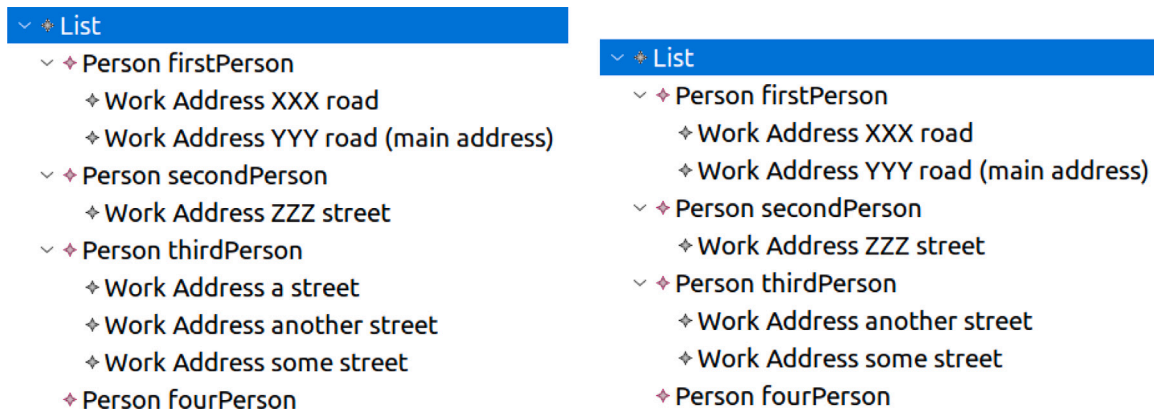 List
Person firstPerson
Work Address XXX road
Work Address YYY road (main address)
Person secondPerson
Work Address ZZZ street
Person thirdPerson
Work Address a street
Work Address another street
Work Address some street
Person fourPerson
List
Person firstPerson
Work Address XXX road
Work Address YYY road (main address)
Person secondPerson
Work Address ZZZ street
Person thirdPerson
Work Address another street
Work Address some street
Person fourPerson